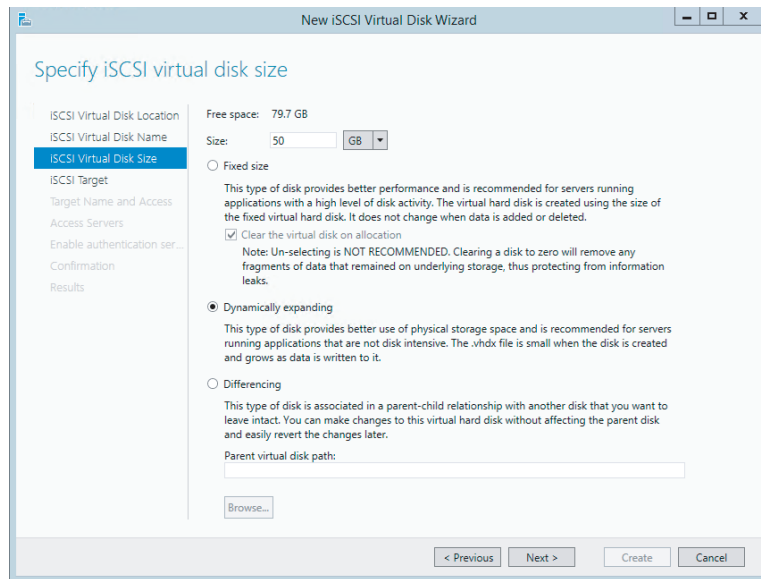 New iSCSI Virtual Disk Wizard
Specify iSCSI virtual disk size
iSCSI Virtual Disk Location
iSCSI Virtual Disk Name
iSCSI Virtual Disk Size
iSCSI Target
Target Name and Access
Access Servers
Enable authentication ser...
Confirmation
Results
Free space: 79.7 GB
Size: 50 GB
Fixed size
This type of disk provides better performance and is recommended for servers running
applications with a high level of disk activity. The virtual hard disk is created using the size of
the fixed virtual hard disk. It does not change when data is added or deleted.
Clear the virtual disk on allocation
Note: Un-selecting is NOT RECOMMENDED. Clearing a disk to zero will remove any
fragments of data that remained on underlying storage, thus protecting from information
leaks.
Dynamically expanding
This type of disk provides better use of physical storage space and is recommended for servers
running applications that are not disk intensive. The .vhdx file is small when the disk is created
and grows as data is written to it.
Differencing
This type of disk is associated in a parent-child relationship with another disk that you want to
leave intact. You can make changes to this virtual hard disk without affecting the parent disk
and easily revert the changes later.
Parent virtual disk path:
Browse...
< Previous
Next >
Create
Cancel